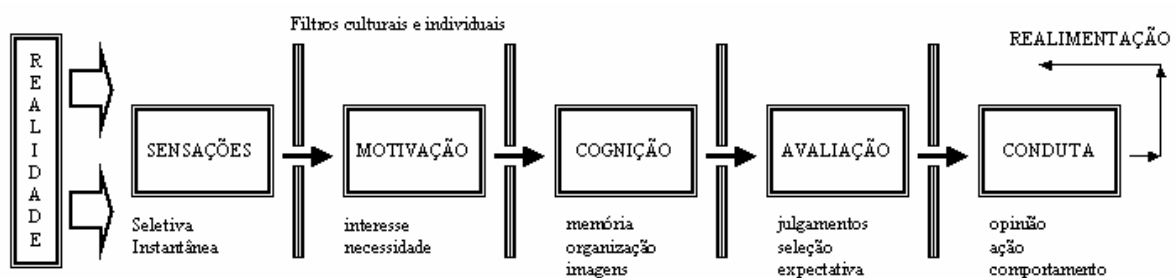 Filtros culturais e individuais
REALIDADE
REALIMENTAÇÃO
SENSAÇÕES
MOTIVAÇÃO
COGNIÇÃO
AVALIAÇÃO
CONDUTA
Seletiva
Instantânea
interesse
necessidade
memória
organização
imagens
julgamentos
seleção
expectativa
opinião
ação
comportamento